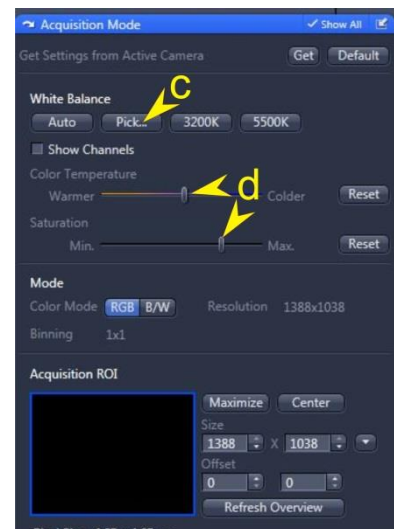 Acquisition Mode Show All
Get Settings from Active Camera Get Default
White Balance
C
Auto Pick... 3200K 5500K
Show Channels
Color Temperature
Warmer d Colder Reset
Saturation
Min. Max. Reset
Mode
Color Mode RGB B/W Resolution 1388x1038
Binning 1x1
Acquisition ROI
Maximize Center
Size
1388 X 1038
Offset
0 0
Refresh Overview